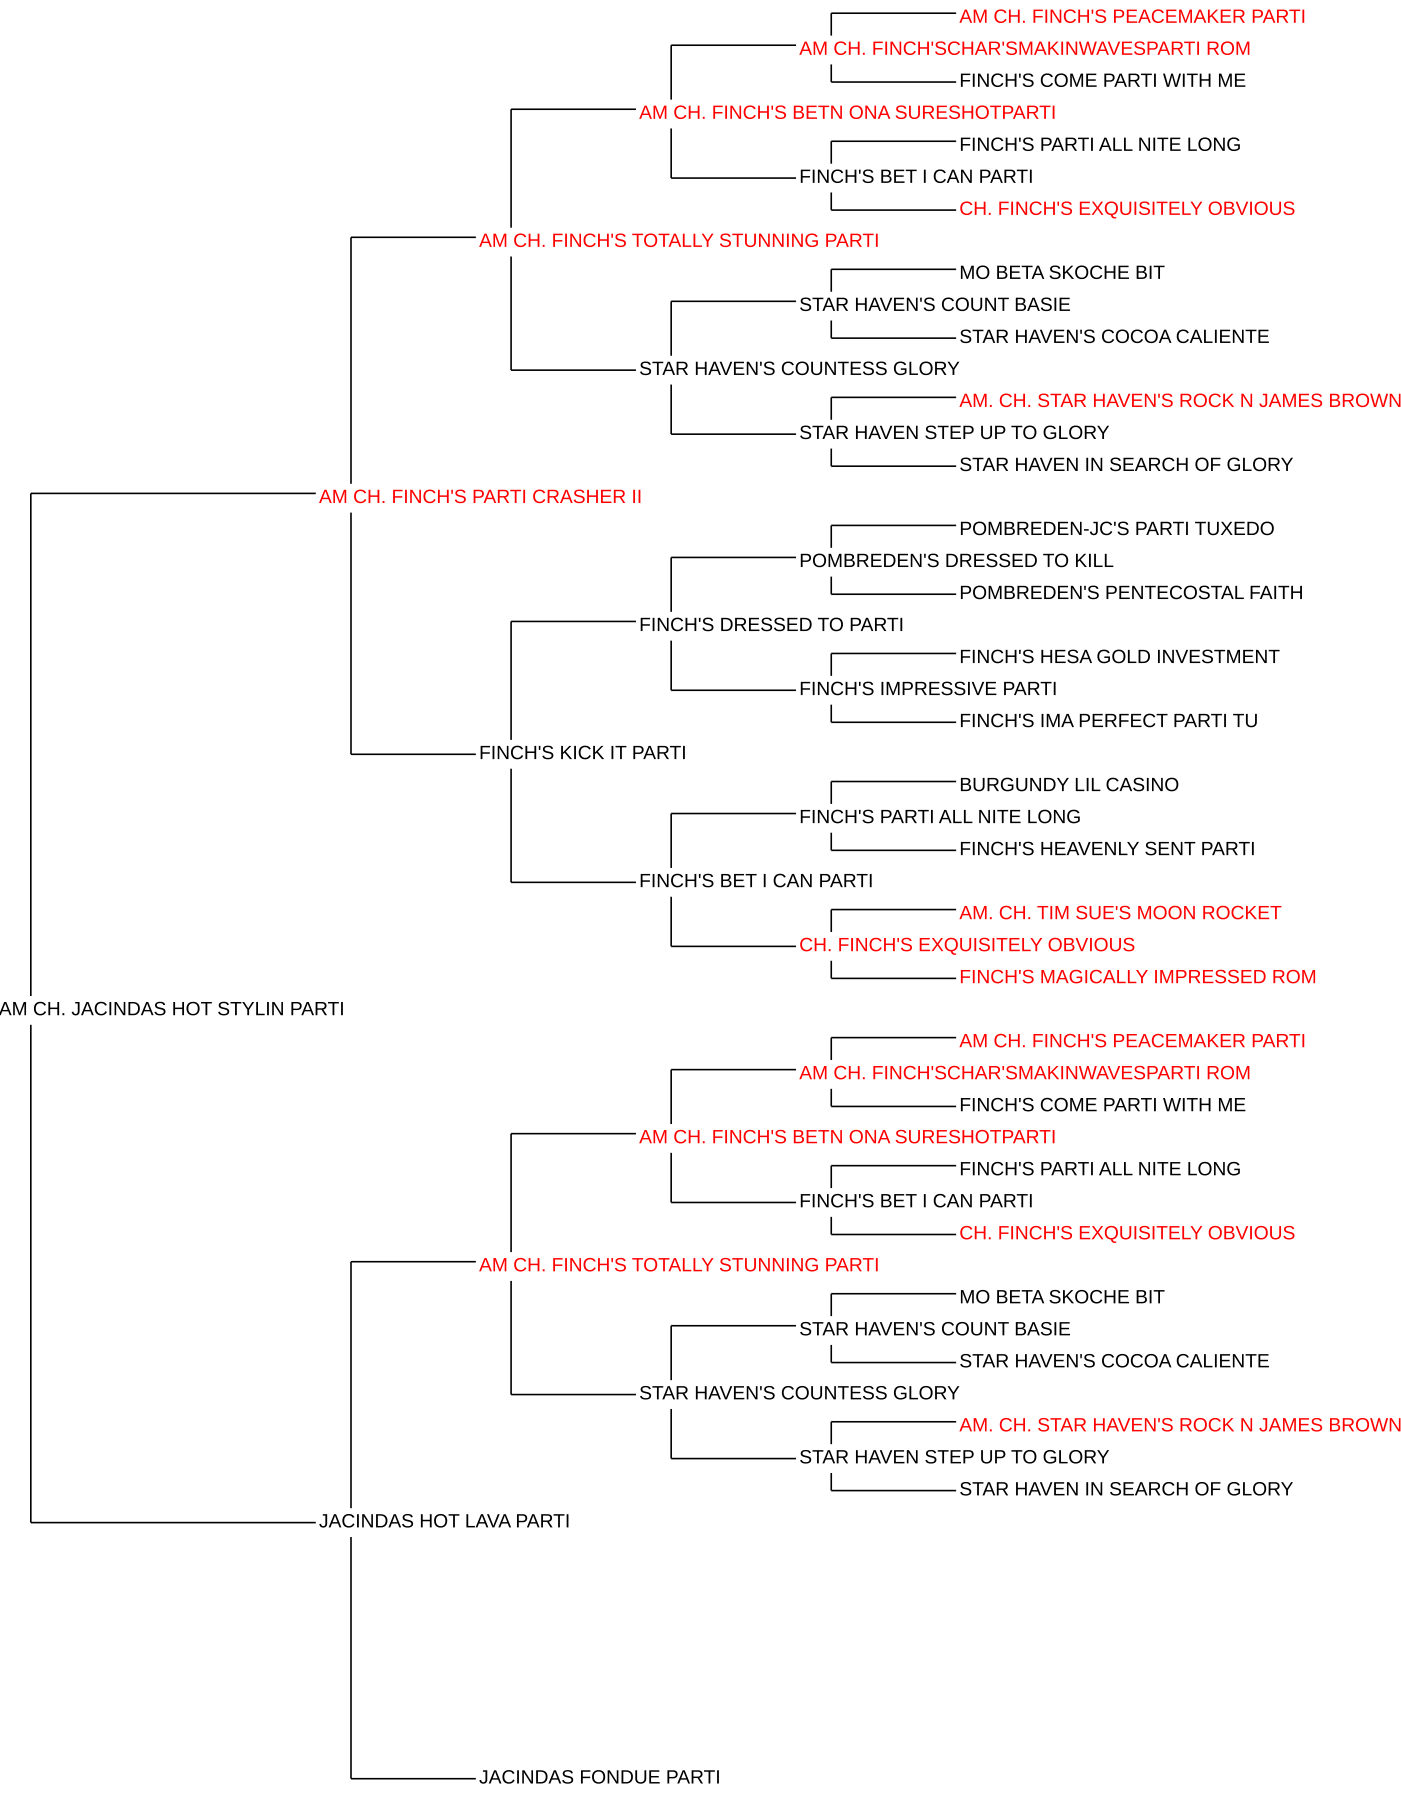 AM CH. FINCH'S PEACEMAKER PARTI
AM CH. FINCH'SCHAR'SMAKINWAVESPARTI ROM
FINCH'S COME PARTI WITH ME
AM CH. FINCH'S BETN ONA SURESHOTPARTI
FINCH'S PARTI ALL NITE LONG
FINCH'S BET I CAN PARTI
CH. FINCH'S EXQUISITELY OBVIOUS
AM CH. FINCH'S TOTALLY STUNNING PARTI
MO BETA SKOCHE BIT
STAR HAVEN'S COUNT BASIE
STAR HAVEN'S COCOA CALIENTE
STAR HAVEN'S COUNTESS GLORY
AM. CH. STAR HAVEN'S ROCK N JAMES BROWN
STAR HAVEN STEP UP TO GLORY
STAR HAVEN IN SEARCH OF GLORY
AM CH. FINCH'S PARTI CRASHER II
POMBREDEN-JC'S PARTI TUXEDO
POMBREDEN'S DRESSED TO KILL
POMBREDEN'S PENTECOSTAL FAITH
FINCH'S DRESSED TO PARTI
FINCH'S HESA GOLD INVESTMENT
FINCH'S IMPRESSIVE PARTI
FINCH'S IMA PERFECT PARTI TU
FINCH'S KICK IT PARTI
BURGUNDY LIL CASINO
FINCH'S PARTI ALL NITE LONG
FINCH'S HEAVENLY SENT PARTI
FINCH'S BET I CAN PARTI
AM. CH. TIM SUE'S MOON ROCKET
CH. FINCH'S EXQUISITELY OBVIOUS
FINCH'S MAGICALLY IMPRESSED ROM
AM CH. JACINDAS HOT STYLIN PARTI
AM CH. FINCH'S PEACEMAKER PARTI
AM CH. FINCH'SCHAR'SMAKINWAVESPARTI ROM
FINCH'S COME PARTI WITH ME
AM CH. FINCH'S BETN ONA SURESHOTPARTI
FINCH'S PARTI ALL NITE LONG
FINCH'S BET I CAN PARTI
CH. FINCH'S EXQUISITELY OBVIOUS
AM CH. FINCH'S TOTALLY STUNNING PARTI
MO BETA SKOCHE BIT
STAR HAVEN'S COUNT BASIE
STAR HAVEN'S COCOA CALIENTE
STAR HAVEN'S COUNTESS GLORY
AM. CH. STAR HAVEN'S ROCK N JAMES BROWN
STAR HAVEN STEP UP TO GLORY
STAR HAVEN IN SEARCH OF GLORY
JACINDAS HOT LAVA PARTI
JACINDAS FONDUE PARTI